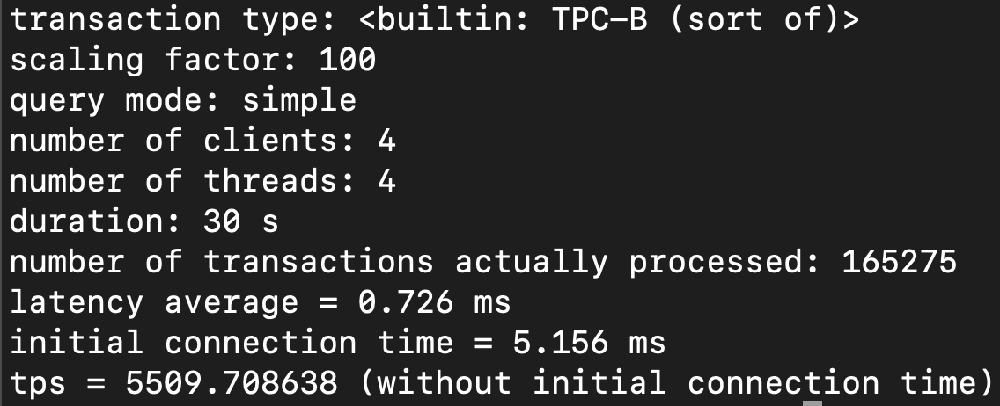 transaction type: <builtin: TPC-B (sort of)>
scaling factor: 100
query mode: simple
number of clients: 4
number of threads: 4
duration: 30 s
number of transactions actually processed: 165275
latency average = 0.726 ms
initial connection time = 5.156 ms
tps = 5509.708638 (without initial connection time)